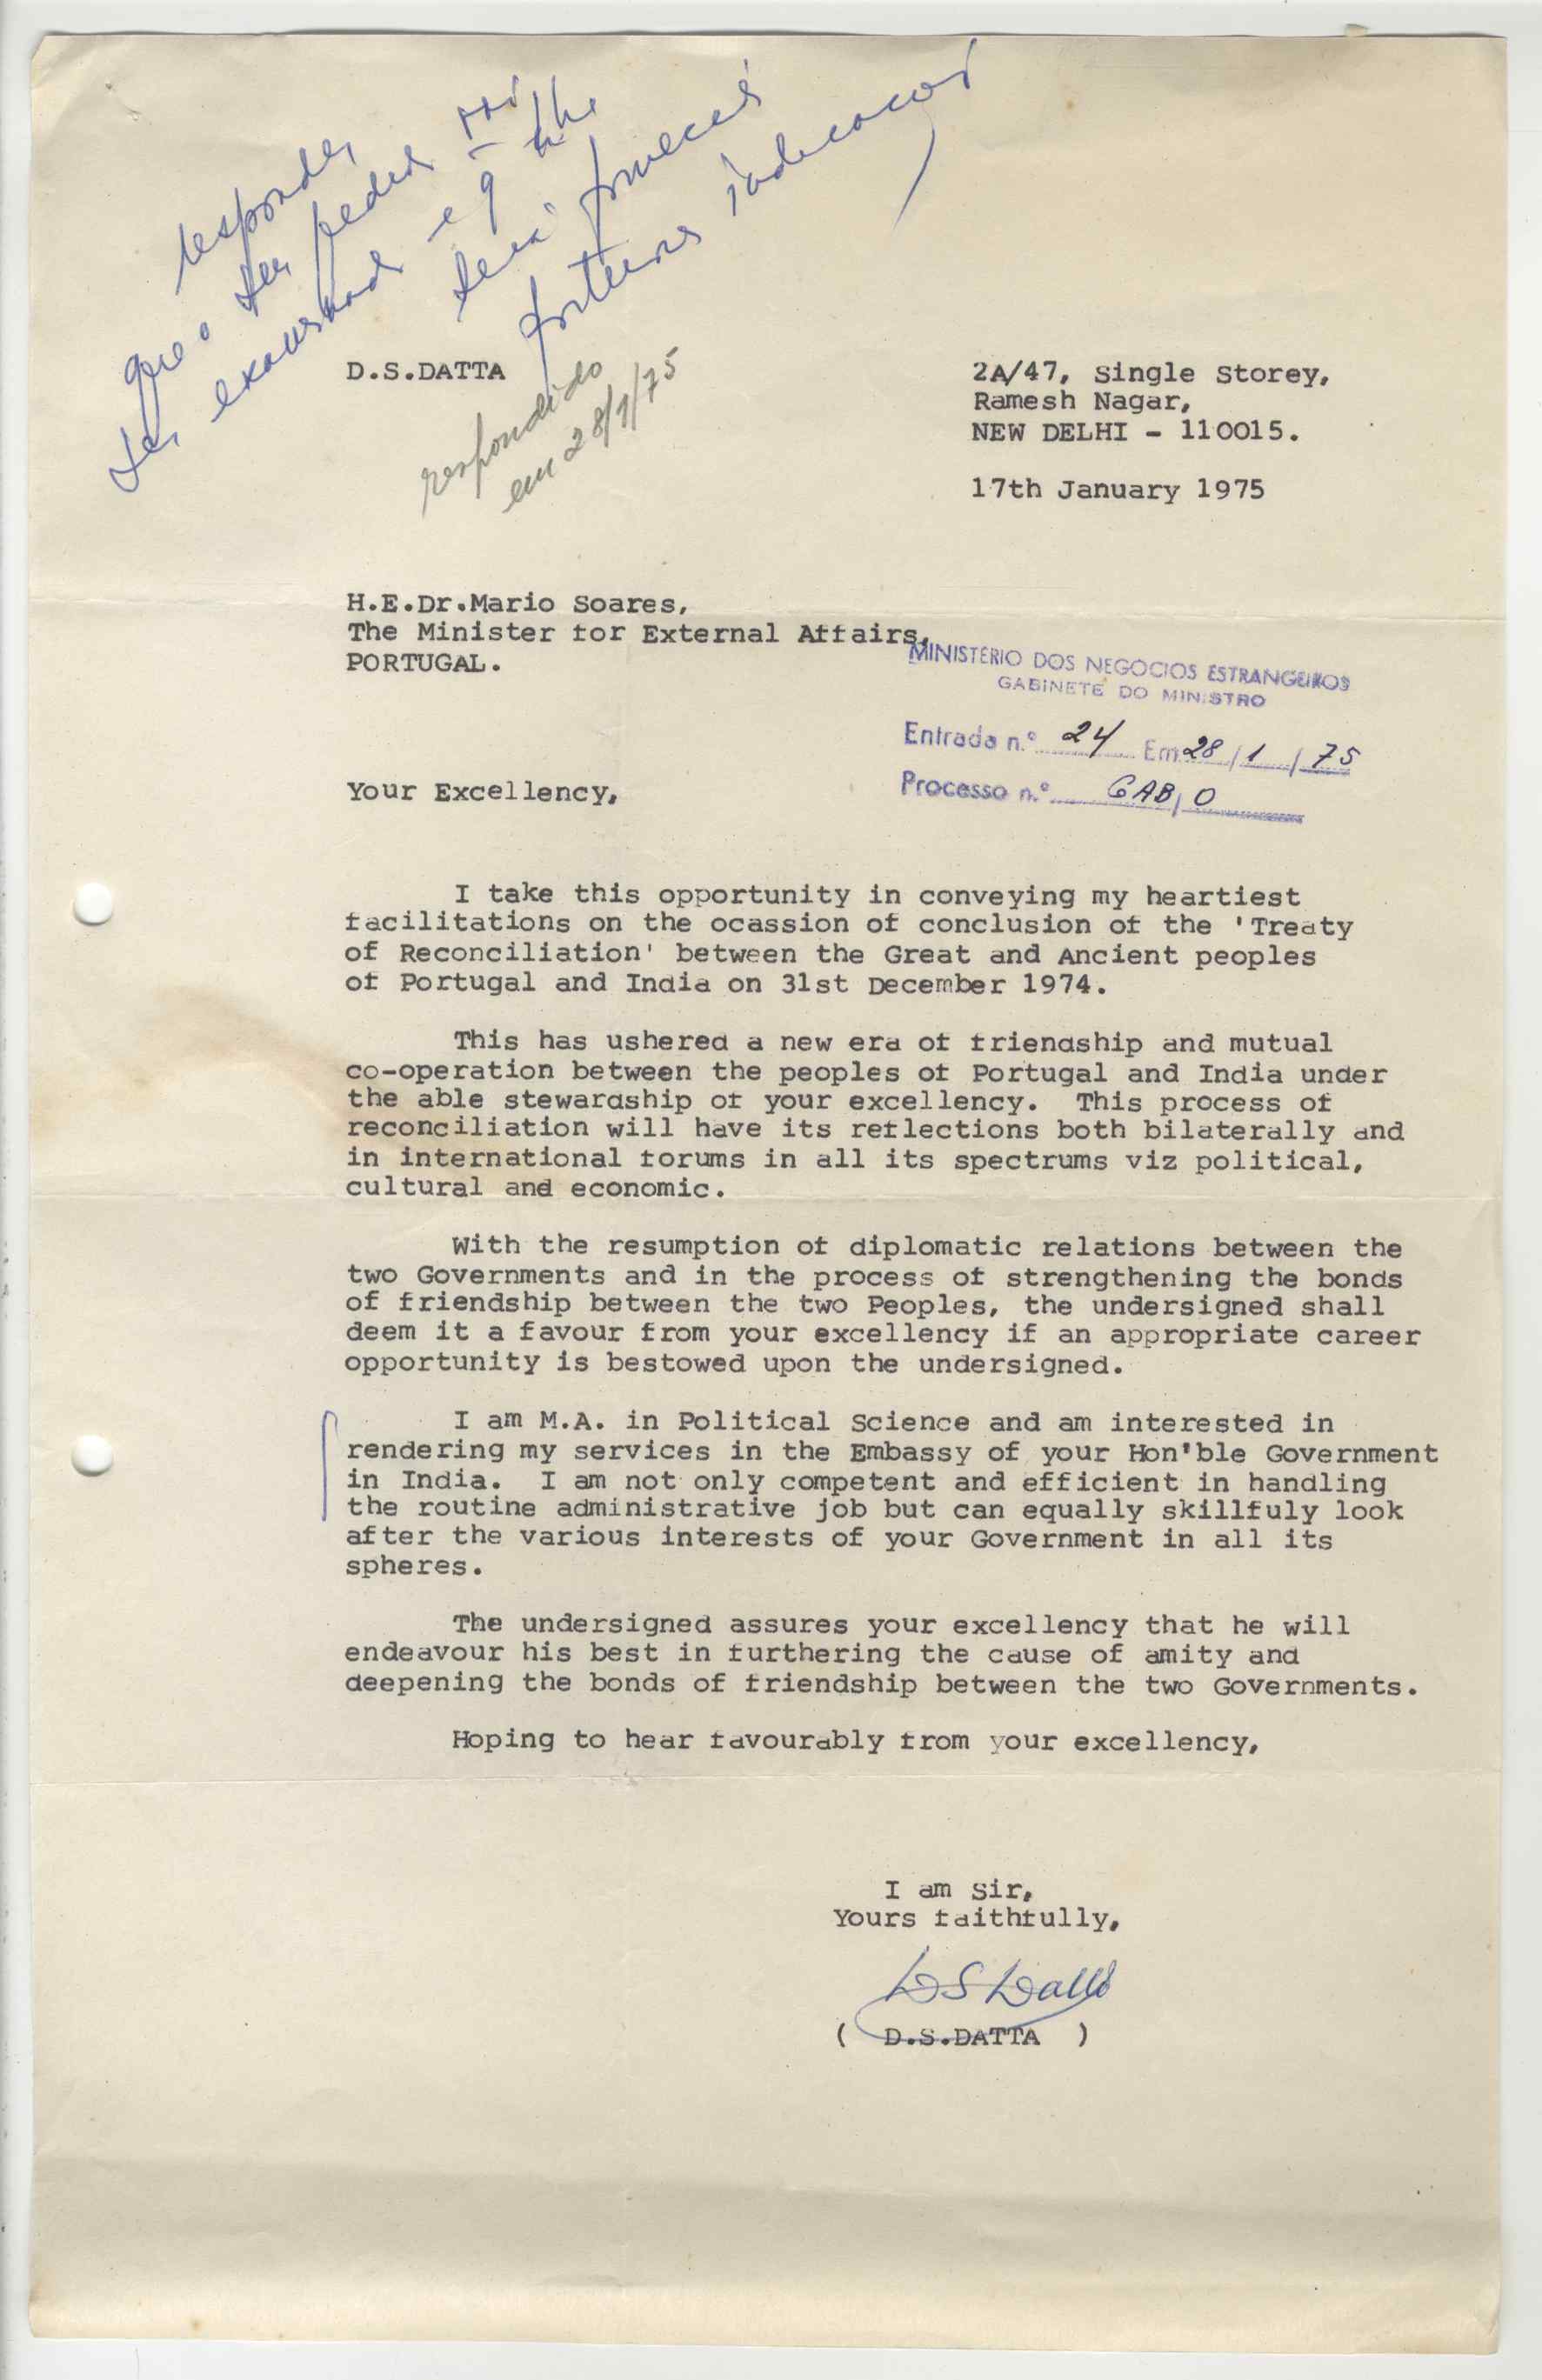 responder
que o seu pedido vai
ser examinado e q lhe
será
D.S.DATTA
respondido
em 28/1/75
2A/47, Single Storey,
Ramesh Nagar,
NEW DELHI - 110015.
17th January 1975
H.E.Dr.Mario Soares,
The Minister for External Affairs,
PORTUGAL.
MINISTÉRIO DOS NEGOCIOS ESTRANGEIROS
GABINETE DO MINISTRO
Entrada n.º 24 Em 28/1/75
Processo n.º GAB, 0
Your Excellency,
I take this opportunity in conveying my heartiest
facilitations on the ocassion of conclusion of the 'Treaty
of Reconciliation' between the Great and Ancient peoples
of Portugal and India on 31st December 1974.
This has ushered a new era of friendship and mutual
co-operation between the peoples of Portugal and India under
the able stewardship of your excellency. This process of
reconciliation will have its reflections both bilaterally and
in international forums in all its spectrums viz political,
cultural and economic.
With the resumption of diplomatic relations between the
two Governments and in the process of strengthening the bonds
of friendship between the two Peoples, the undersigned shall
deem it a favour from your excellency if an appropriate career
opportunity is bestowed upon the undersigned.
I am M.A. in Political Science and am interested in
rendering my services in the Embassy of your Hon'ble Government
in India. I am not only competent and efficient in handling
the routine administrative job but can equally skillfuly look
after the various interests of your Government in all its
spheres.
The undersigned assures your excellency that he will
endeavour his best in furthering the cause of amity and
deepening the bonds of friendship between the two Governments.
Hoping to hear favourably from your excellency,
I am Sir,
Yours faithfully,
DS Datta
( D.S.DATTA )